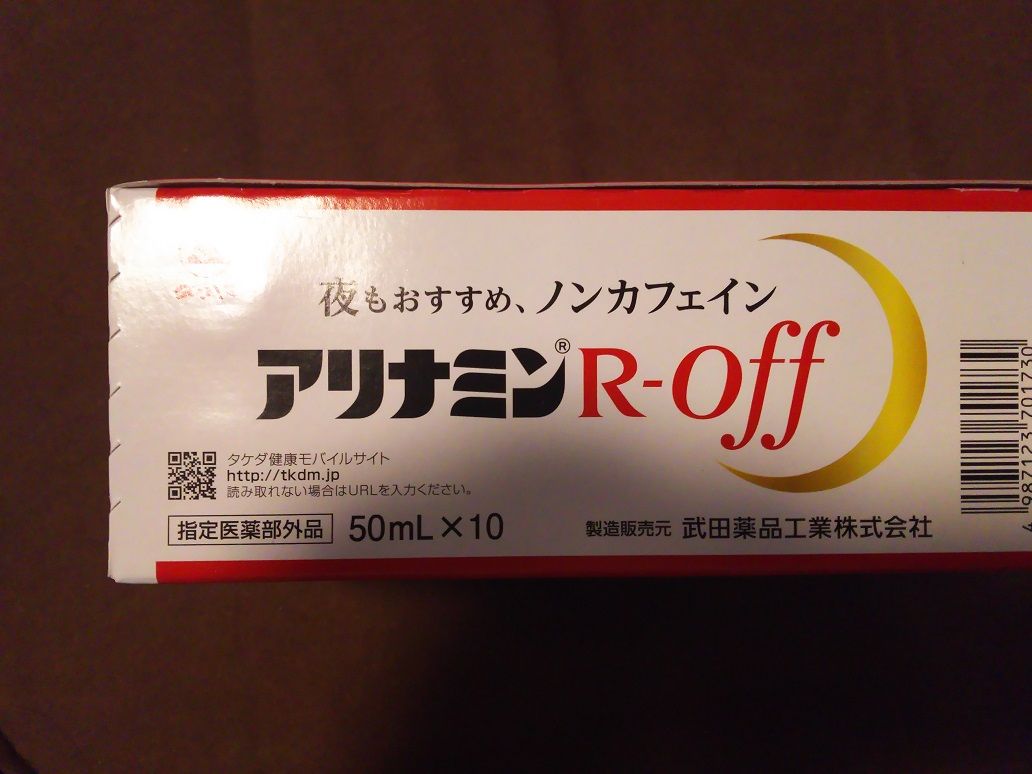 夜もおすすめ、ノンカフェイン
アリナミン® R-Off
タケダ健康モバイルサイト
http://tkdm.jp
読み取れない場合はURLを入力ください。
指定医薬部外品 50mL×10
製造販売元 武田薬品工業株式会社
4 987123 701730